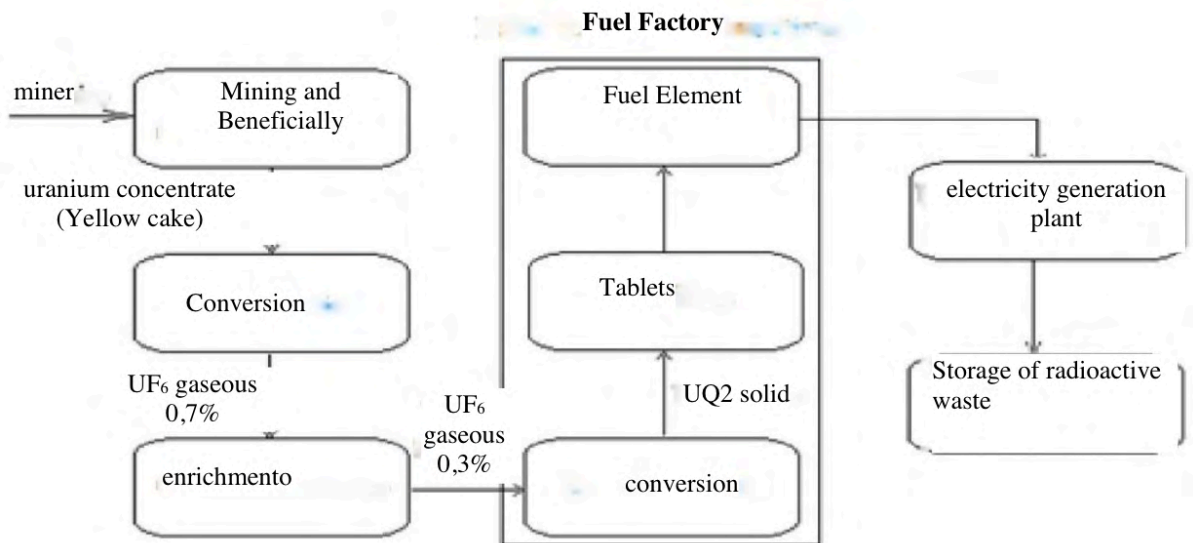 Fuel Factory
miner
Mining and
Beneficially
uranium concentrate
(Yellow cake)
Conversion
UF₆ gaseous
0,7%
enrichmento
UF₆
gaseous
0,3%
Fuel Element
Tablets
UQ2 solid
conversion
electricity generation
plant
Storage of radioactive
waste